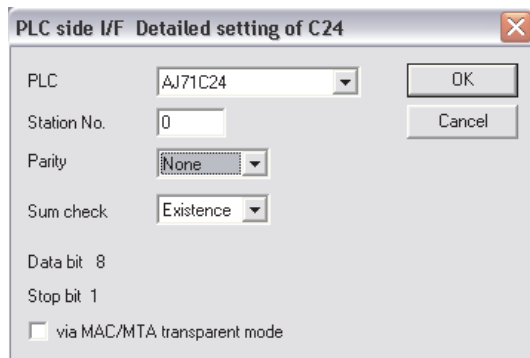 PLC side I/F Detailed setting of C24
PLC AJ71C24 OK
Station No. 0 Cancel
Parity None
Sum check Existence
Data bit 8
Stop bit 1
via MAC/MTA transparent mode